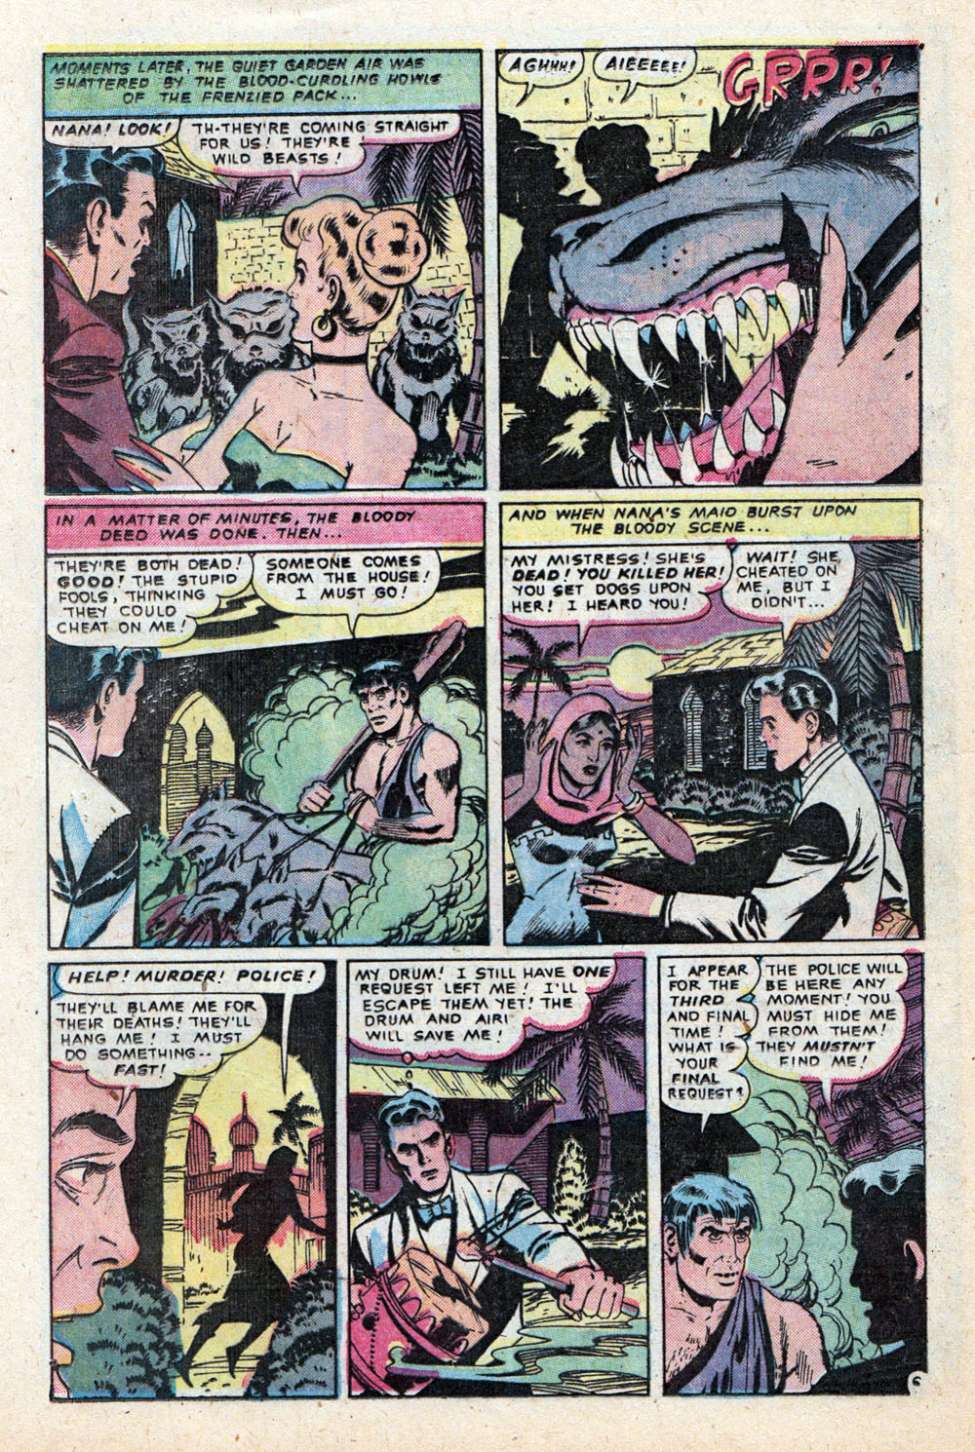 MOMENTS LATER, THE QUIET GARDEN AIR WAS
SHATTERED BY THE BLOOD-CURDLING HOWLS
OF THE FRENZIED PACK...
NANA! LOOK!
TH-THEY'RE COMING STRAIGHT
FOR US! THEY'RE
WILD BEASTS!
AGHHH!
AIEEEEE!
GRRR!
IN A MATTER OF MINUTES, THE BLOODY
DEED WAS DONE. THEN...
THEY'RE BOTH DEAD!
GOOD! THE STUPID
FOOLS, THINKING
THEY COULD
CHEAT ON ME!
SOMEONE COMES
FROM THE HOUSE!
I MUST GO!
AND WHEN NANA'S MAID BURST UPON
THE BLOODY SCENE...
MY MISTRESS! SHE'S
DEAD! YOU KILLED HER!
YOU SET DOGS UPON
HER! I HEARD YOU!
WAIT! SHE
CHEATED ON
ME, BUT I
DIDN'T...
HELP! MURDER! POLICE!
THEY'LL BLAME ME FOR
THEIR DEATHS! THEY'LL
HANG ME! I MUST
DO SOMETHING--
FAST!
MY DRUM! I STILL HAVE ONE
REQUEST LEFT ME! I'LL
ESCAPE THEM YET! THE
DRUM AND AIRI
WILL SAVE ME!
I APPEAR
FOR THE
THIRD
AND FINAL
TIME!
WHAT IS
YOUR
FINAL
REQUEST?
THE POLICE WILL
BE HERE ANY
MOMENT! YOU
MUST HIDE ME
FROM THEM!
THEY MUSTN'T
FIND ME!
6